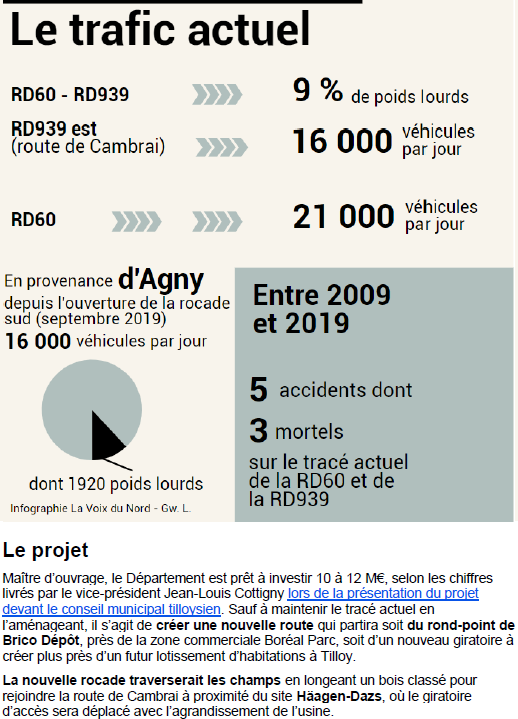 Le trafic actuel
RD60 - RD939
9 % de poids lourds
RD939 est
(route de Cambrai)
16 000 véhicules
par jour
RD60
21 000 véhicules
par jour
En provenance d'Agny
depuis l'ouverture de la rocade
sud (septembre 2019)
16 000 véhicules par jour
dont 1920 poids lourds
Infographie La Voix du Nord - Gw. L.
Entre 2009
et 2019
5 accidents dont
3 mortels
sur le tracé actuel
de la RD60 et de
la RD939
Le projet
Maître d'ouvrage, le Département est prêt à investir 10 à 12 M€, selon les chiffres
livrés par le vice-président Jean-Louis Cottigny lors de la présentation du projet
devant le conseil municipal tilloysien. Sauf à maintenir le tracé actuel en
l'aménageant, il s'agit de créer une nouvelle route qui partira soit du rond-point de
Brico Dépôt, près de la zone commerciale Boréal Parc, soit d'un nouveau giratoire à
créer plus près d'un futur lotissement d'habitations à Tilloy.
La nouvelle rocade traverserait les champs en longeant un bois classé pour
rejoindre la route de Cambrai à proximité du site Häagen-Dazs, où le giratoire
d'accès sera déplacé avec l'agrandissement de l'usine.